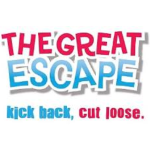 THE GREAT
ESCAPE
kick back, cut loose.